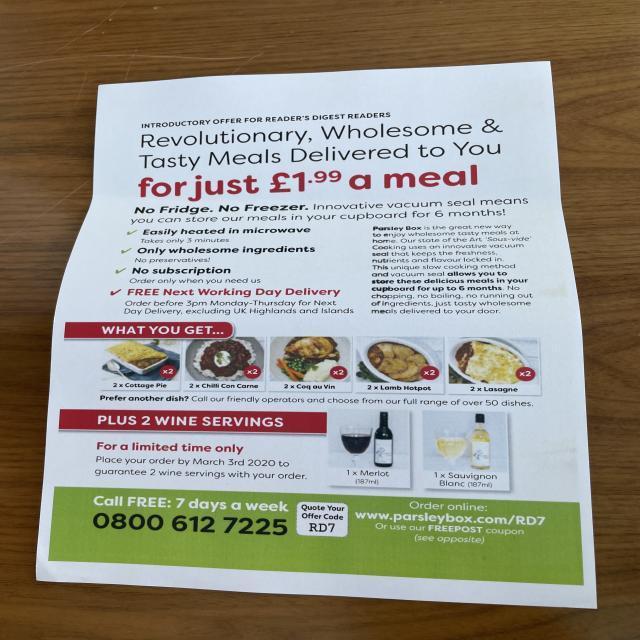 INTRODUCTORY OFFER FOR READER'S DIGEST READERS
Revolutionary, Wholesome &
Tasty Meals Delivered to You
for just £1.99 a meal
No Fridge. No Freezer. Innovative vacuum seal means
you can store our meals in your cupboard for 6 months!
Easily heated in microwave
Takes only 3 minutes
Only wholesome ingredients
No preservatives!
No subscription
Order only when you need us
FREE Next Working Day Delivery
Order before 3pm Monday-Thursday for Next
Day Delivery, excluding UK Highlands and Islands
Parsley Box is the great new way
to enjoy wholesome tasty meals at
home. Our state of the Art, 'Sous-vide'
Cooking uses an innovative vacuum
seal that keeps the freshness,
nutrients and flavour locked in.
This unique slow cooking method
and vacuum seal allows you to
store these delicious meals in your
cupboard for up to 6 months. No
chopping, no boiling, no running out
of ingredients, just tasty wholesome
meals delivered to your door.
WHAT YOU GET...
x2
x2
x2
x2
x2
2 x Cottage Pie
2 x Chilli Con Carne
2 x Coq au Vin
2 x Lamb Hotpot
2 x Lasagne
Prefer another dish? Call our friendly operators and choose from our full range of over 50 dishes.
PLUS 2 WINE SERVINGS
For a limited time only
Place your order by March 3rd 2020 to
guarantee 2 wine servings with your order.
1 x Merlot
(187ml)
1 x Sauvignon
Blanc (187ml)
Call FREE: 7 days a week
0800 612 7225
Quote Your
Offer Code
RD7
Order online:
www.parsleybox.com/RD7
Or use our FREEPOST coupon
(see opposite)